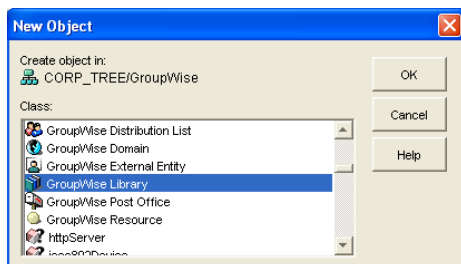 New Object
Create object in:
CORP_TREE/GroupWise
Class:
GroupWise Distribution List
GroupWise Domain
GroupWise External Entity
GroupWise Library
GroupWise Post Office
GroupWise Resource
httpServer
ieee802Device
OK
Cancel
Help